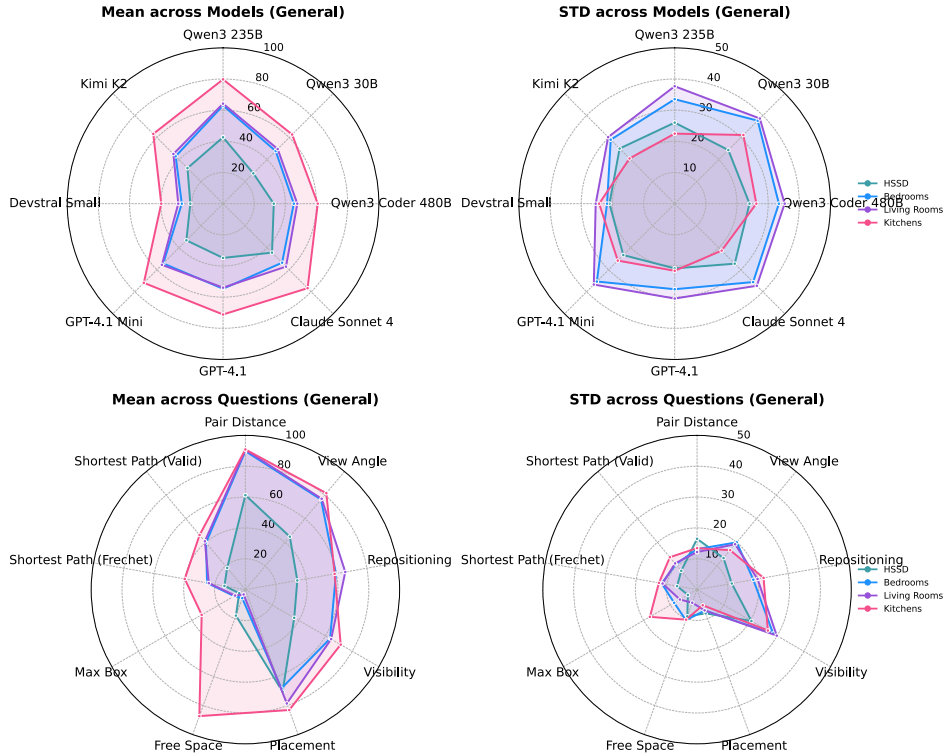 Mean across Models (General)
Qwen3 235B
100
80
60
40
20
Kimi K2
Qwen3 30B
Devstral Small
Qwen3 Coder 480B
GPT-4.1 Mini
Claude Sonnet 4
GPT-4.1
STD across Models (General)
Qwen3 235B
50
40
30
20
10
Kimi K2
Qwen3 30B
Devstral Small
Qwen3 Coder 480B
GPT-4.1 Mini
Claude Sonnet 4
GPT-4.1
HSSD
Bedrooms
Living Rooms
Kitchens
Mean across Questions (General)
Pair Distance
100
80
60
40
20
Shortest Path (Valid)
View Angle
Shortest Path (Frechet)
Repositioning
Max Box
Visibility
Free Space
Placement
STD across Questions (General)
Pair Distance
50
40
30
20
10
Shortest Path (Valid)
View Angle
Shortest Path (Frechet)
Repositioning
Max Box
Visibility
Free Space
Placement
HSSD
Bedrooms
Living Rooms
Kitchens